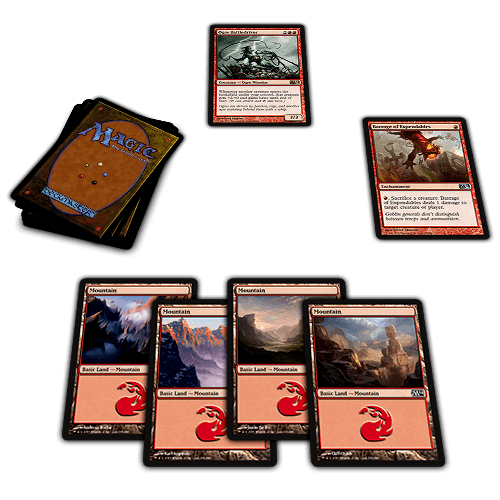 Ogre Battledriver
Creature — Ogre Warrior
Whenever another creature enters the
battlefield under your control, that creature
gets +2/+0 and gains haste until end of
turn. (It can attack and this turn.)
Ogres are driven by passion, rage, and another
ogre standing behind them with a whip.
3/3
MAGIC
The Gathering
DECKMASTER
Barrage of Expendables
Enchantment
, Sacrifice a creature: Barrage
of Expendables deals 1 damage to
target creature or player.
Goblin generals don't distinguish
between troops and ammunition.
Mountain
Basic Land — Mountain
Mountain
Basic Land — Mountain
Mountain
Basic Land — Mountain
Mountain
Basic Land — Mountain